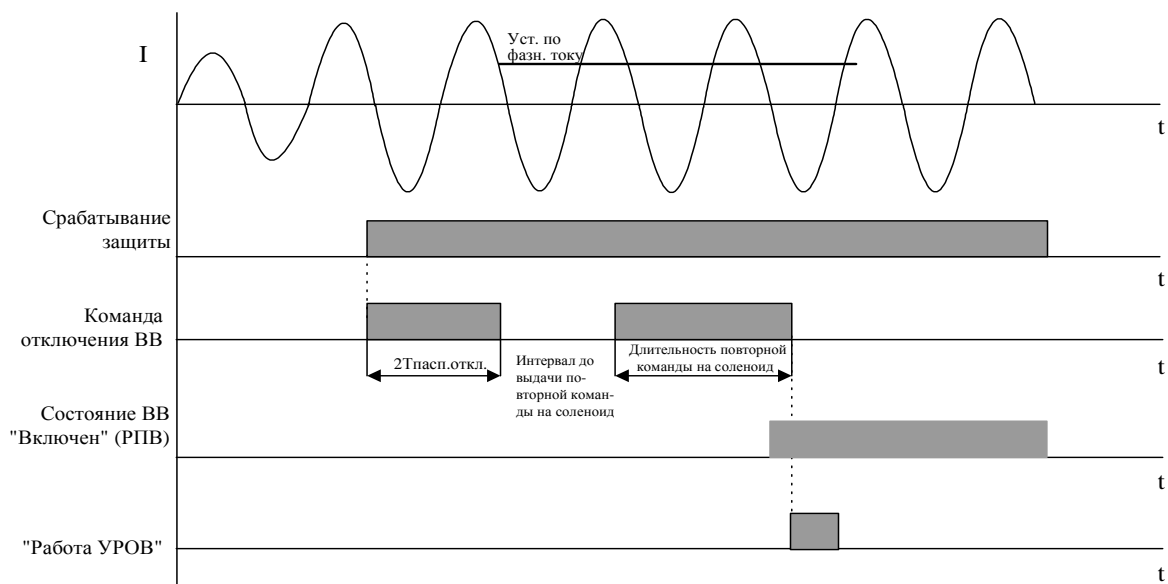 I
Уст. по
фазн. току
t
Срабатывание
защиты
t
Команда
отключения ВВ
2Тпасп.откл.
Интервал до
выдачи по-
вторной коман-
ды на соленоид
Длительность повторной
команды на соленоид
t
Состояние ВВ
"Включен" (РПВ)
t
"Работа УРОВ"
t